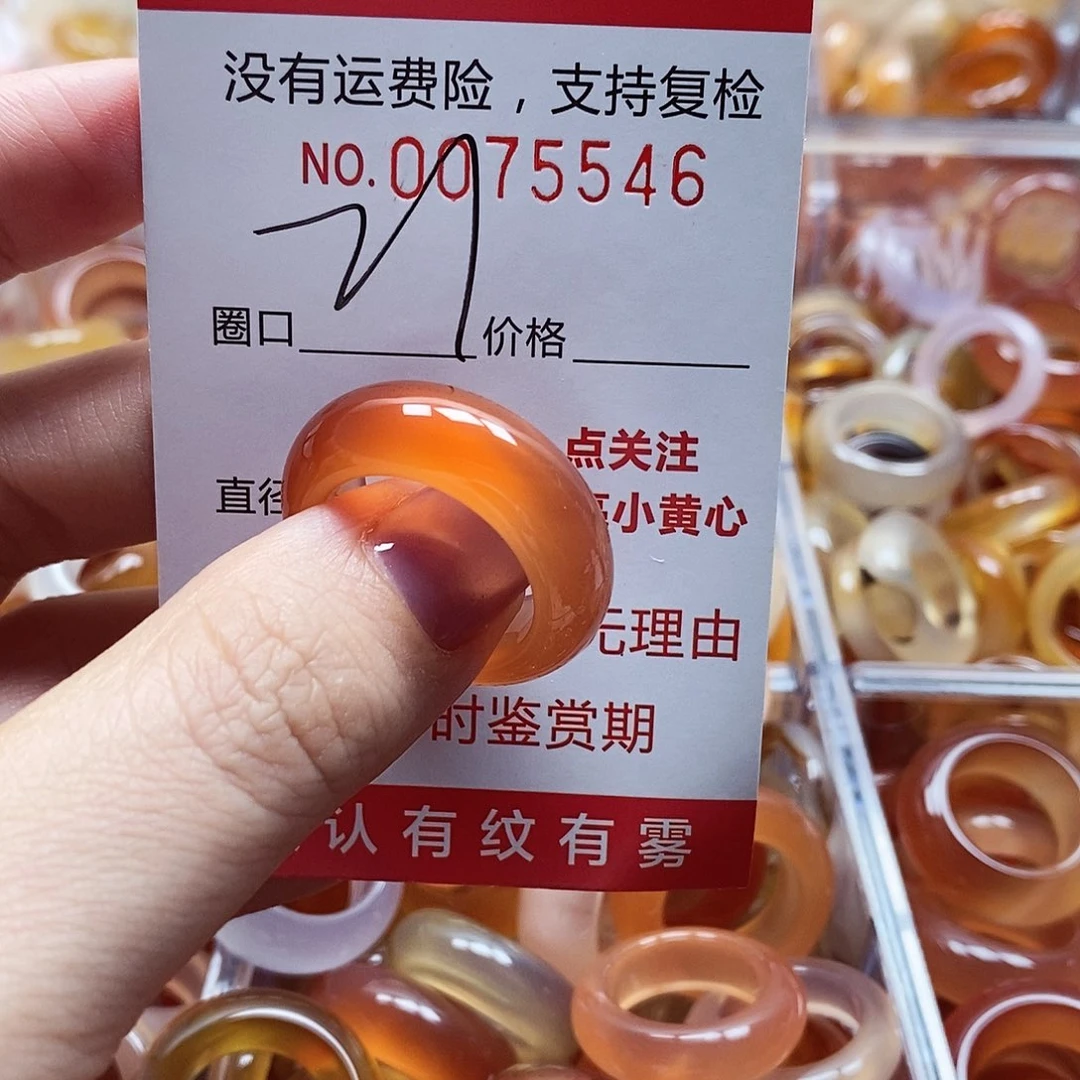 没有运费险，支持复检
NO.0075546
圈口 21 价格
直径
点关注
小黄心
理由
时鉴赏期
认有纹有雾